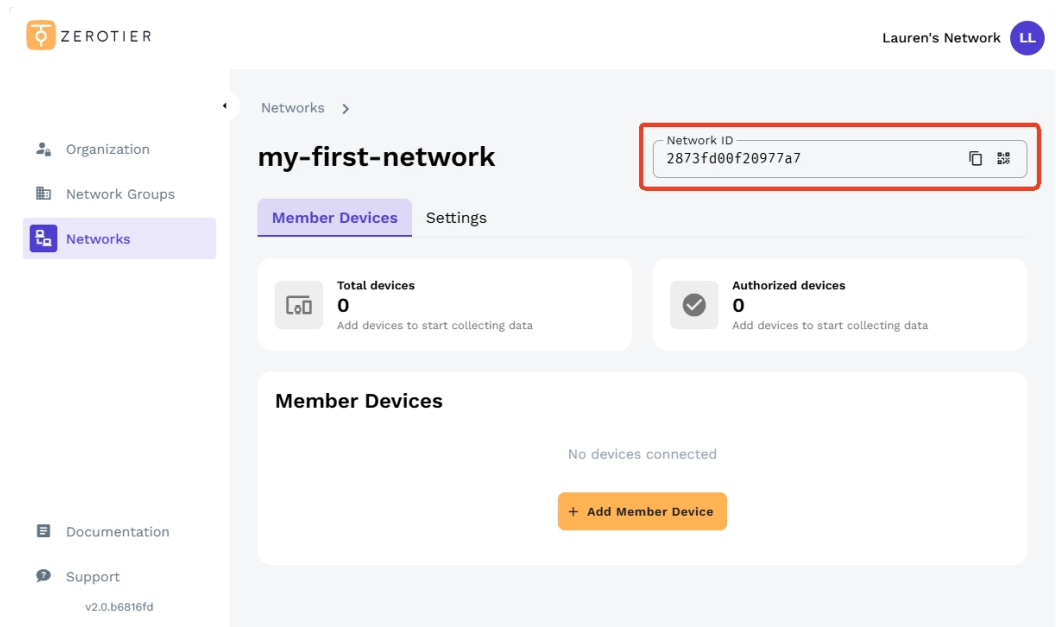 ZEROTIER
Lauren's Network
LL
Networks
Organization
Network Groups
Networks
my-first-network
Network ID
2873fd00f20977a7
Member Devices
Settings
Total devices
0
Add devices to start collecting data
Authorized devices
0
Add devices to start collecting data
Member Devices
No devices connected
+ Add Member Device
Documentation
Support
v2.0.b6816fd